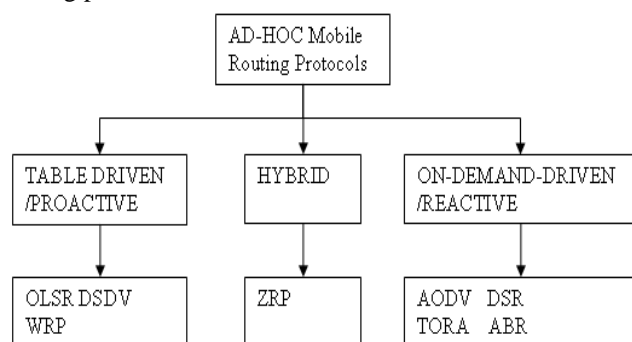 AD-HOC Mobile
Routing Protocols
TABLE DRIVEN
/PROACTIVE
HYBRID
ON-DEMAND-DRIVEN
/REACTIVE
OLSR DSDV
WRP
ZRP
AODV DSR
TORA ABR